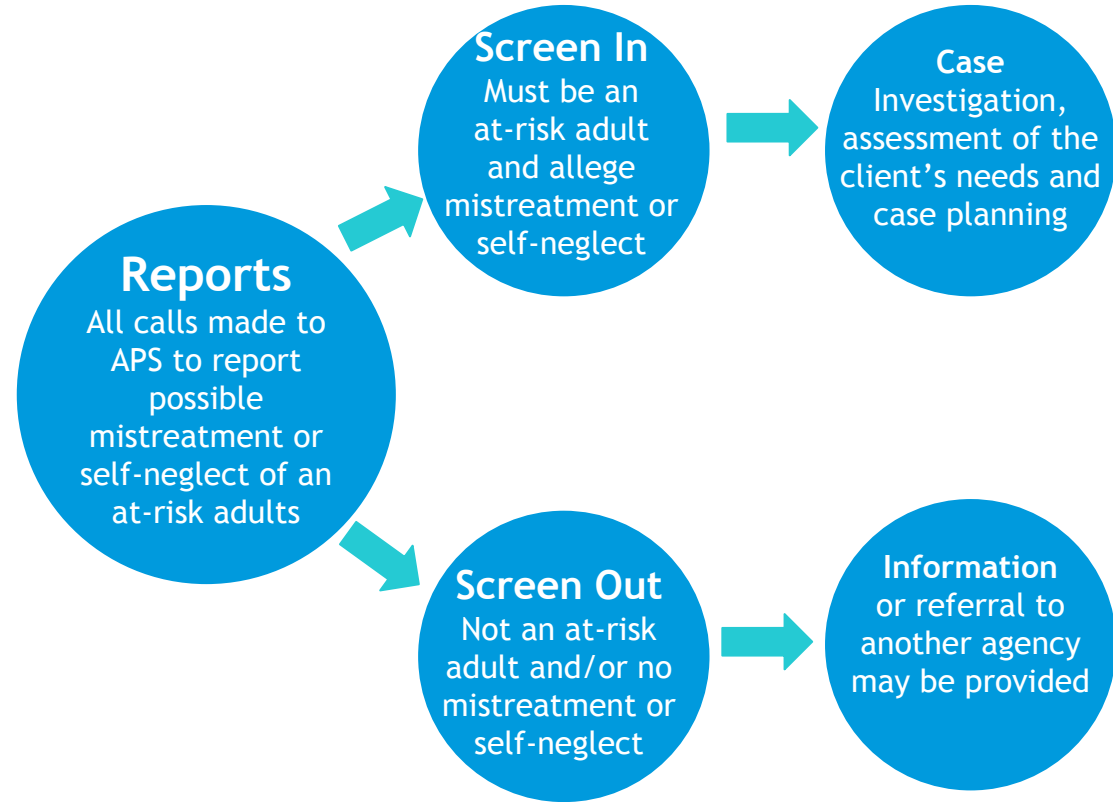 Reports
All calls made to
APS to report
possible
mistreatment or
self-neglect of an
at-risk adults
Screen In
Must be an
at-risk adult
and allege
mistreatment or
self-neglect
Case
Investigation,
assessment of the
client’s needs and
case planning
Screen Out
Not an at-risk
adult and/or no
mistreatment or
self-neglect
Information
or referral to
another agency
may be provided